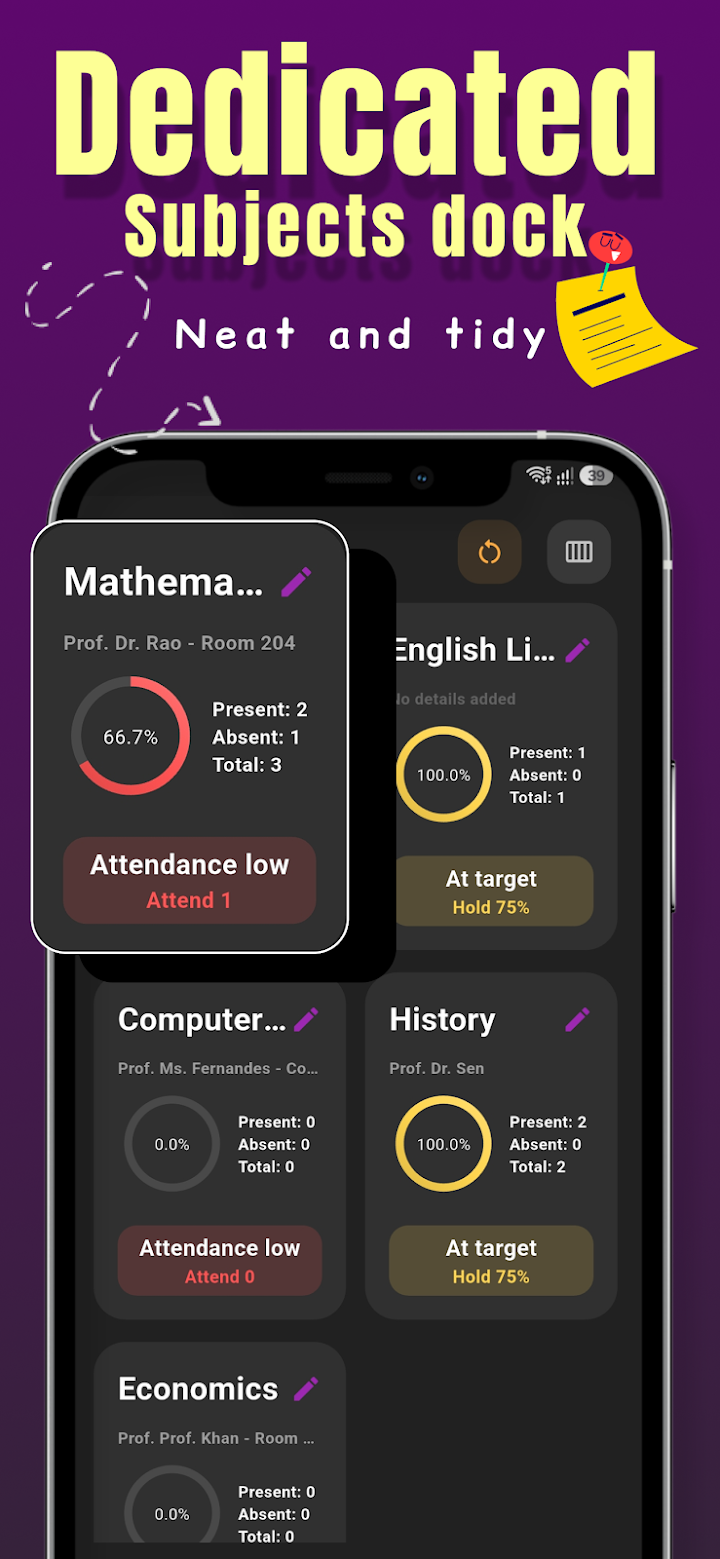 Dedicated
Subjects dock
Neat and tidy
5
39
Mathema...
Prof. Dr. Rao - Room 204
66.7%
Present: 2
Absent: 1
Total: 3
Attendance low
Attend 1
English Li...
No details added
100.0%
Present: 1
Absent: 0
Total: 1
At target
Hold 75%
Computer...
Prof. Ms. Fernandes - Co...
0.0%
Present: 0
Absent: 0
Total: 0
Attendance low
Attend 0
History
Prof. Dr. Sen
100.0%
Present: 2
Absent: 0
Total: 2
At target
Hold 75%
Economics
Prof. Prof. Khan - Room ...
0.0%
Present: 0
Absent: 0
Total: 0